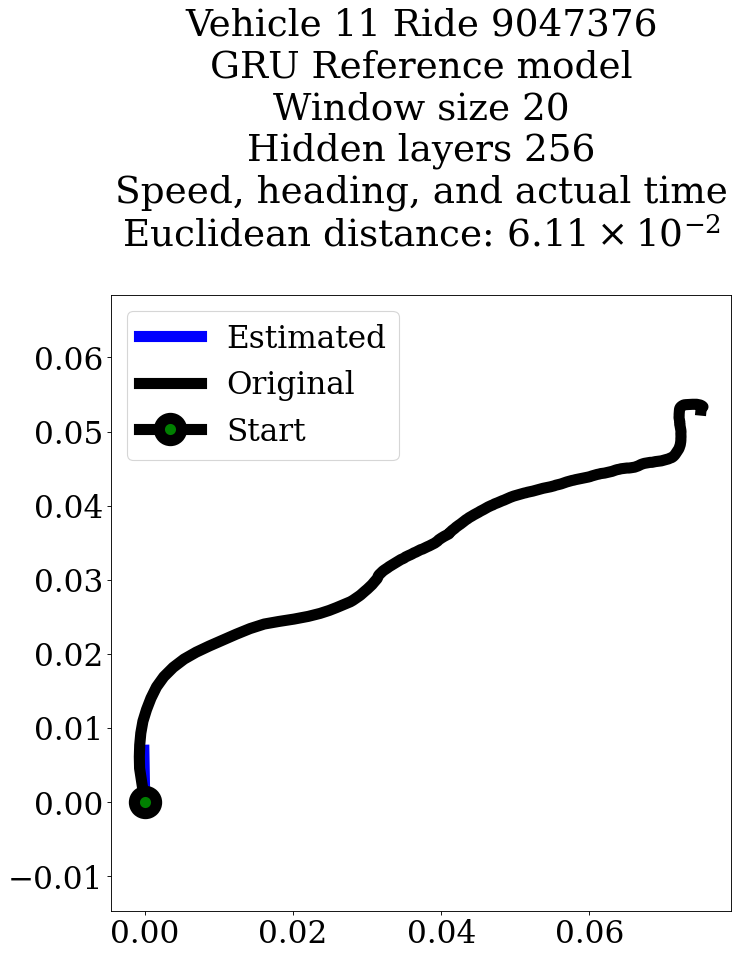 Vehicle 11 Ride 9047376
GRU Reference model
Window size 20
Hidden layers 256
Speed, heading, and actual time
Euclidean distance: 6.11 × 10⁻²
Estimated
Original
Start
0.06
0.05
0.04
0.03
0.02
0.01
0.00
−0.01
0.00 0.02 0.04 0.06